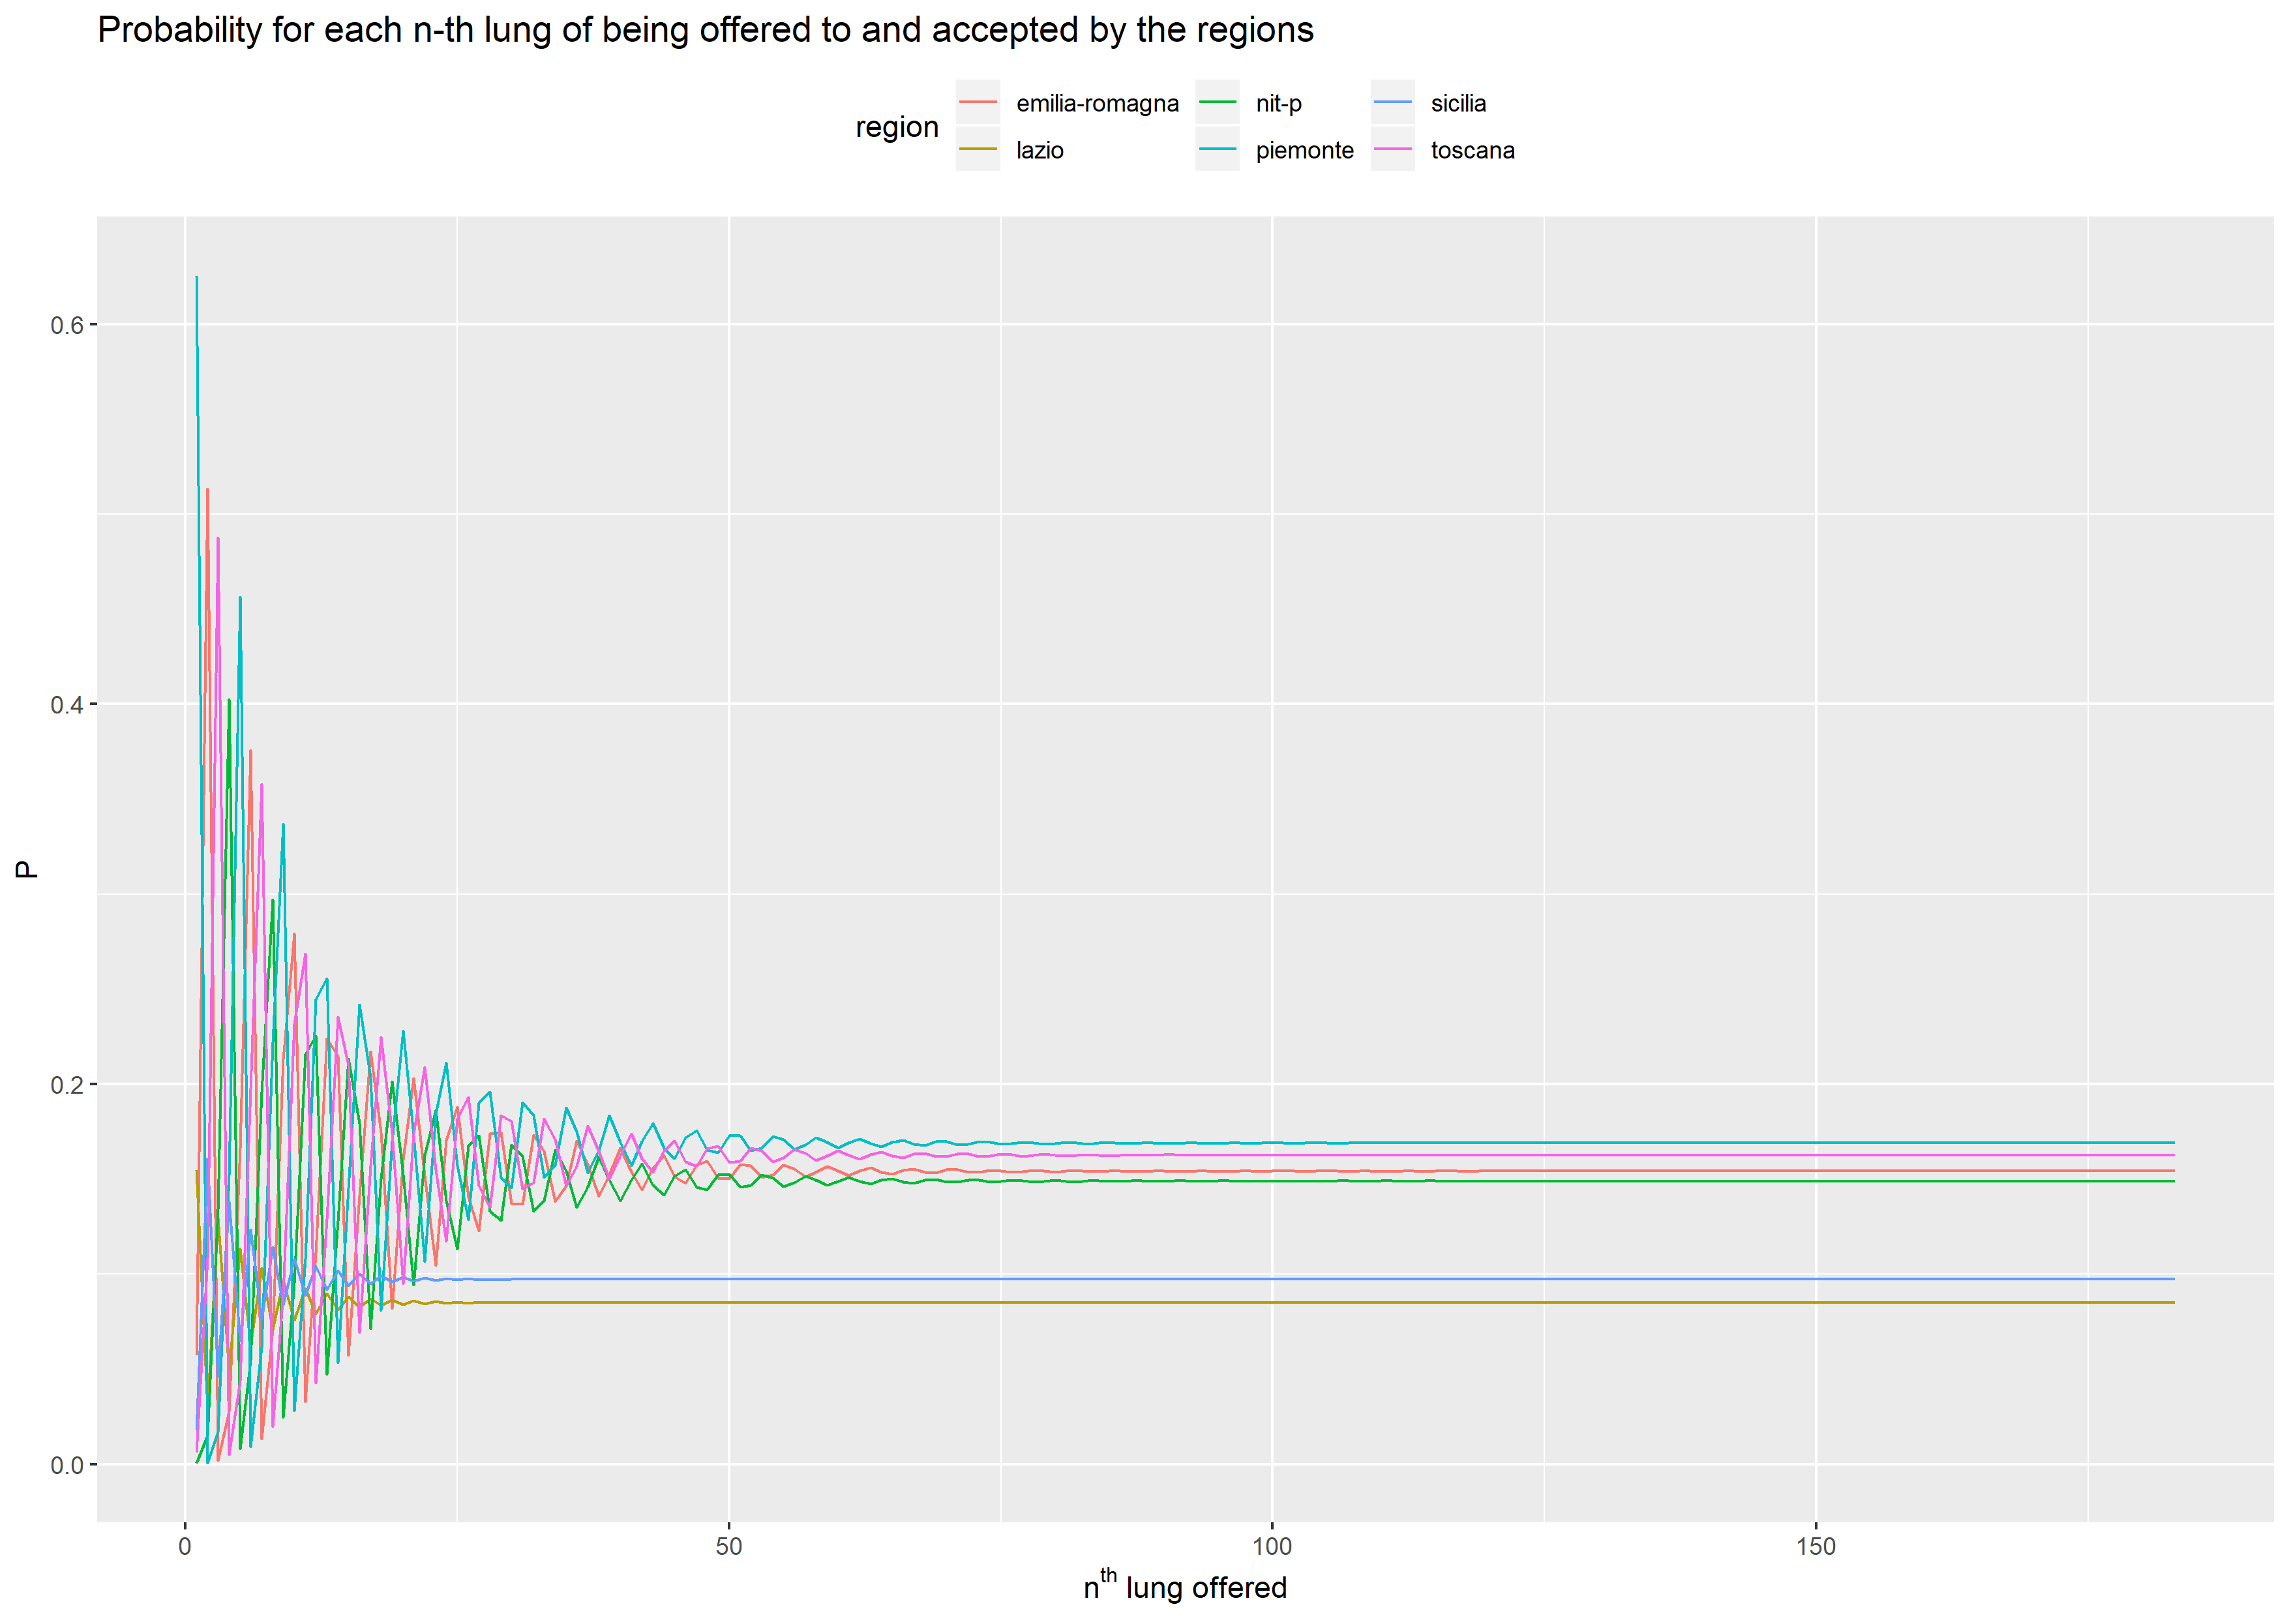 Probability for each n-th lung of being offered to and accepted by the regions
region
emilia-romagna nit-p sicilia
lazio piemonte toscana
0.6
0.4
0.2
0.0
P
0 50 100 150
nth lung offered